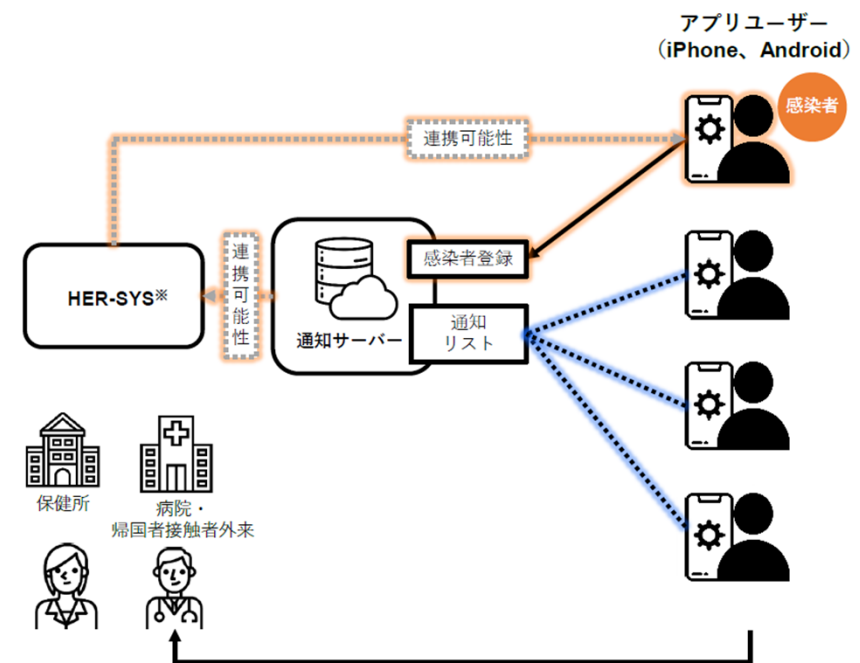 アプリユーザー
（iPhone、Android）
感染者
連携可能性
連携可能性
感染者登録
HER-SYS※
通知サーバー
通知
リスト
保健所
病院・
帰国者接触者外来